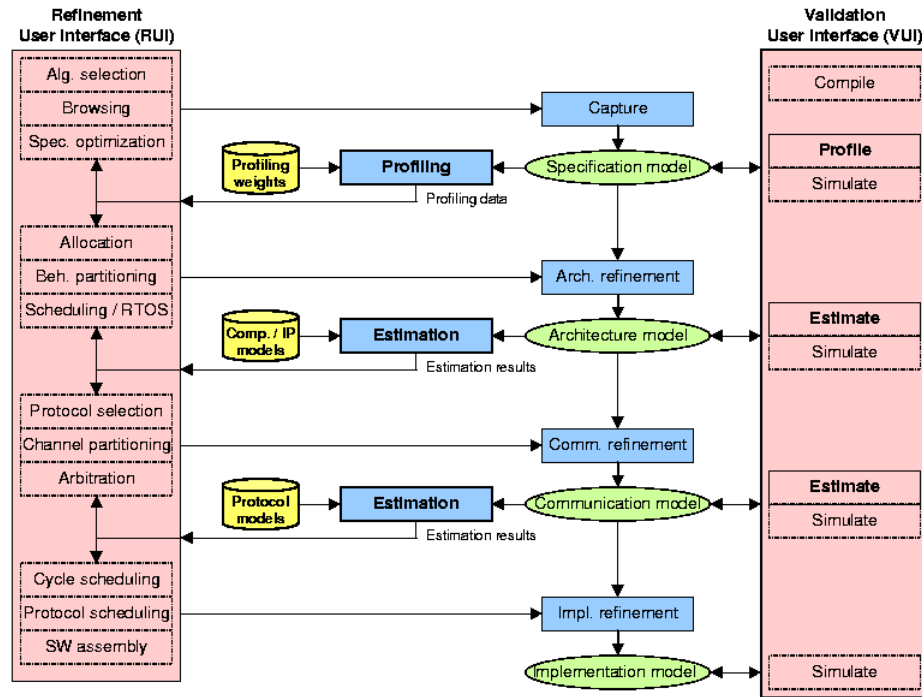 Refinement
User Interface (RUI)
Validation
User Interface (VUI)
Alg. selection
Browsing
Spec. optimization
Capture
Compile
Profiling
weights
Profiling
Specification model
Profile
Simulate
Profiling data
Allocation
Beh. partitioning
Scheduling / RTOS
Arch. refinement
Comp. / IP
models
Estimation
Architecture model
Estimate
Simulate
Estimation results
Protocol selection
Channel partitioning
Arbitration
Comm. refinement
Protocol
models
Estimation
Communication model
Estimate
Simulate
Estimation results
Cycle scheduling
Protocol scheduling
SW assembly
Impl. refinement
Implementation model
Simulate